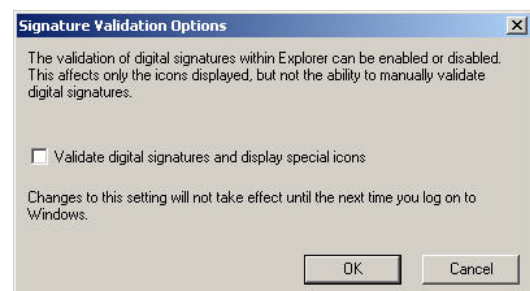 Signature Validation Options
The validation of digital signatures within Explorer can be enabled or disabled.
This affects only the icons displayed, but not the ability to manually validate
digital signatures.
Validate digital signatures and display special icons
Changes to this setting will not take effect until the next time you log on to
Windows.
OK Cancel